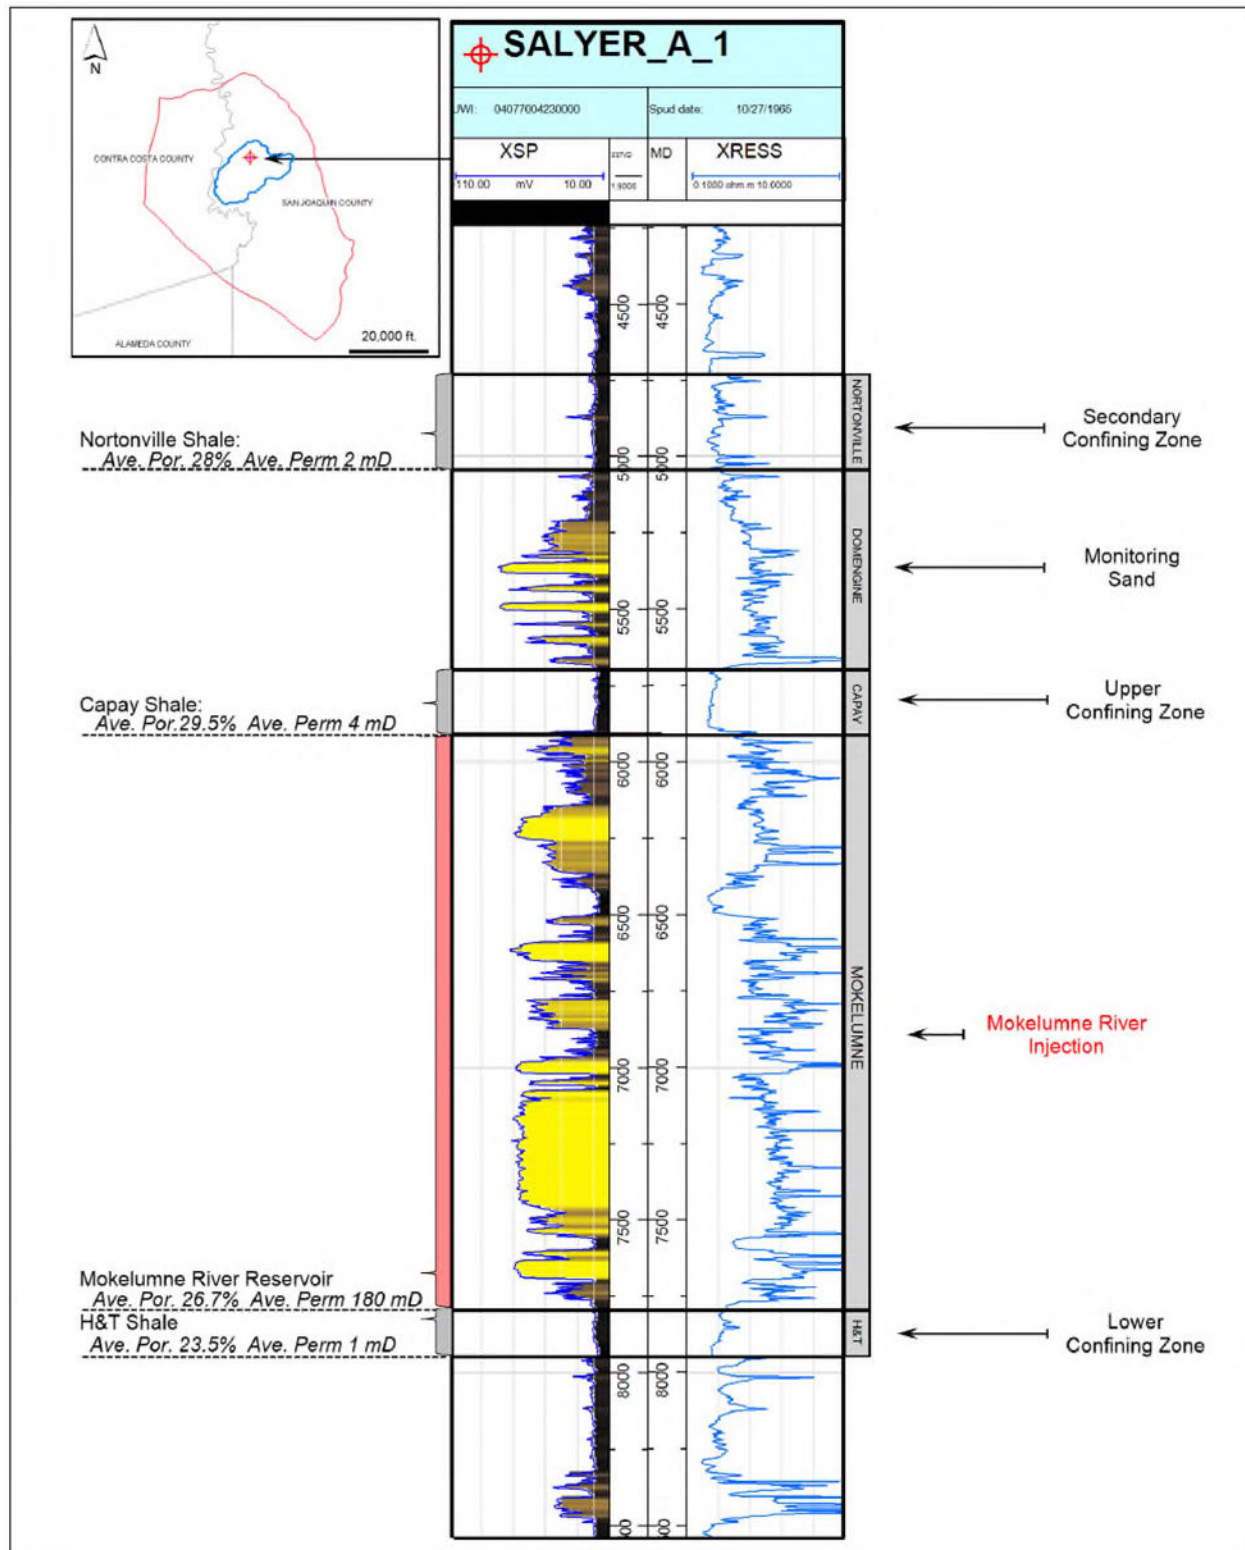 SALYER_A_1
UWI: 04077004230000
Spud date: 10/27/1965
XSP
MD
XRESS
-110.00 mV 10.00
0.1000 ohm.m 10.0000
N
CONTRA COSTA COUNTY
SAN JOAQUIN COUNTY
ALAMEDA COUNTY
20,000 ft.
4500 4500
NORTONVILLE
Secondary
Confining Zone
Nortonville Shale:
Ave. Por. 28% Ave. Perm 2 mD
5000 5000
DOMENGINE
Monitoring
Sand
5500 5500
CAPAY
Upper
Confining Zone
Capay Shale:
Ave. Por.29.5% Ave. Perm 4 mD
6000 6000
6500 6500
MOKELUMNE
Mokelumne River
Injection
7000 7000
7500 7500
Mokelumne River Reservoir
Ave. Por. 26.7% Ave. Perm 180 mD
H&T Shale
Ave. Por. 23.5% Ave. Perm 1 mD
H&T
Lower
Confining Zone
8000 8000